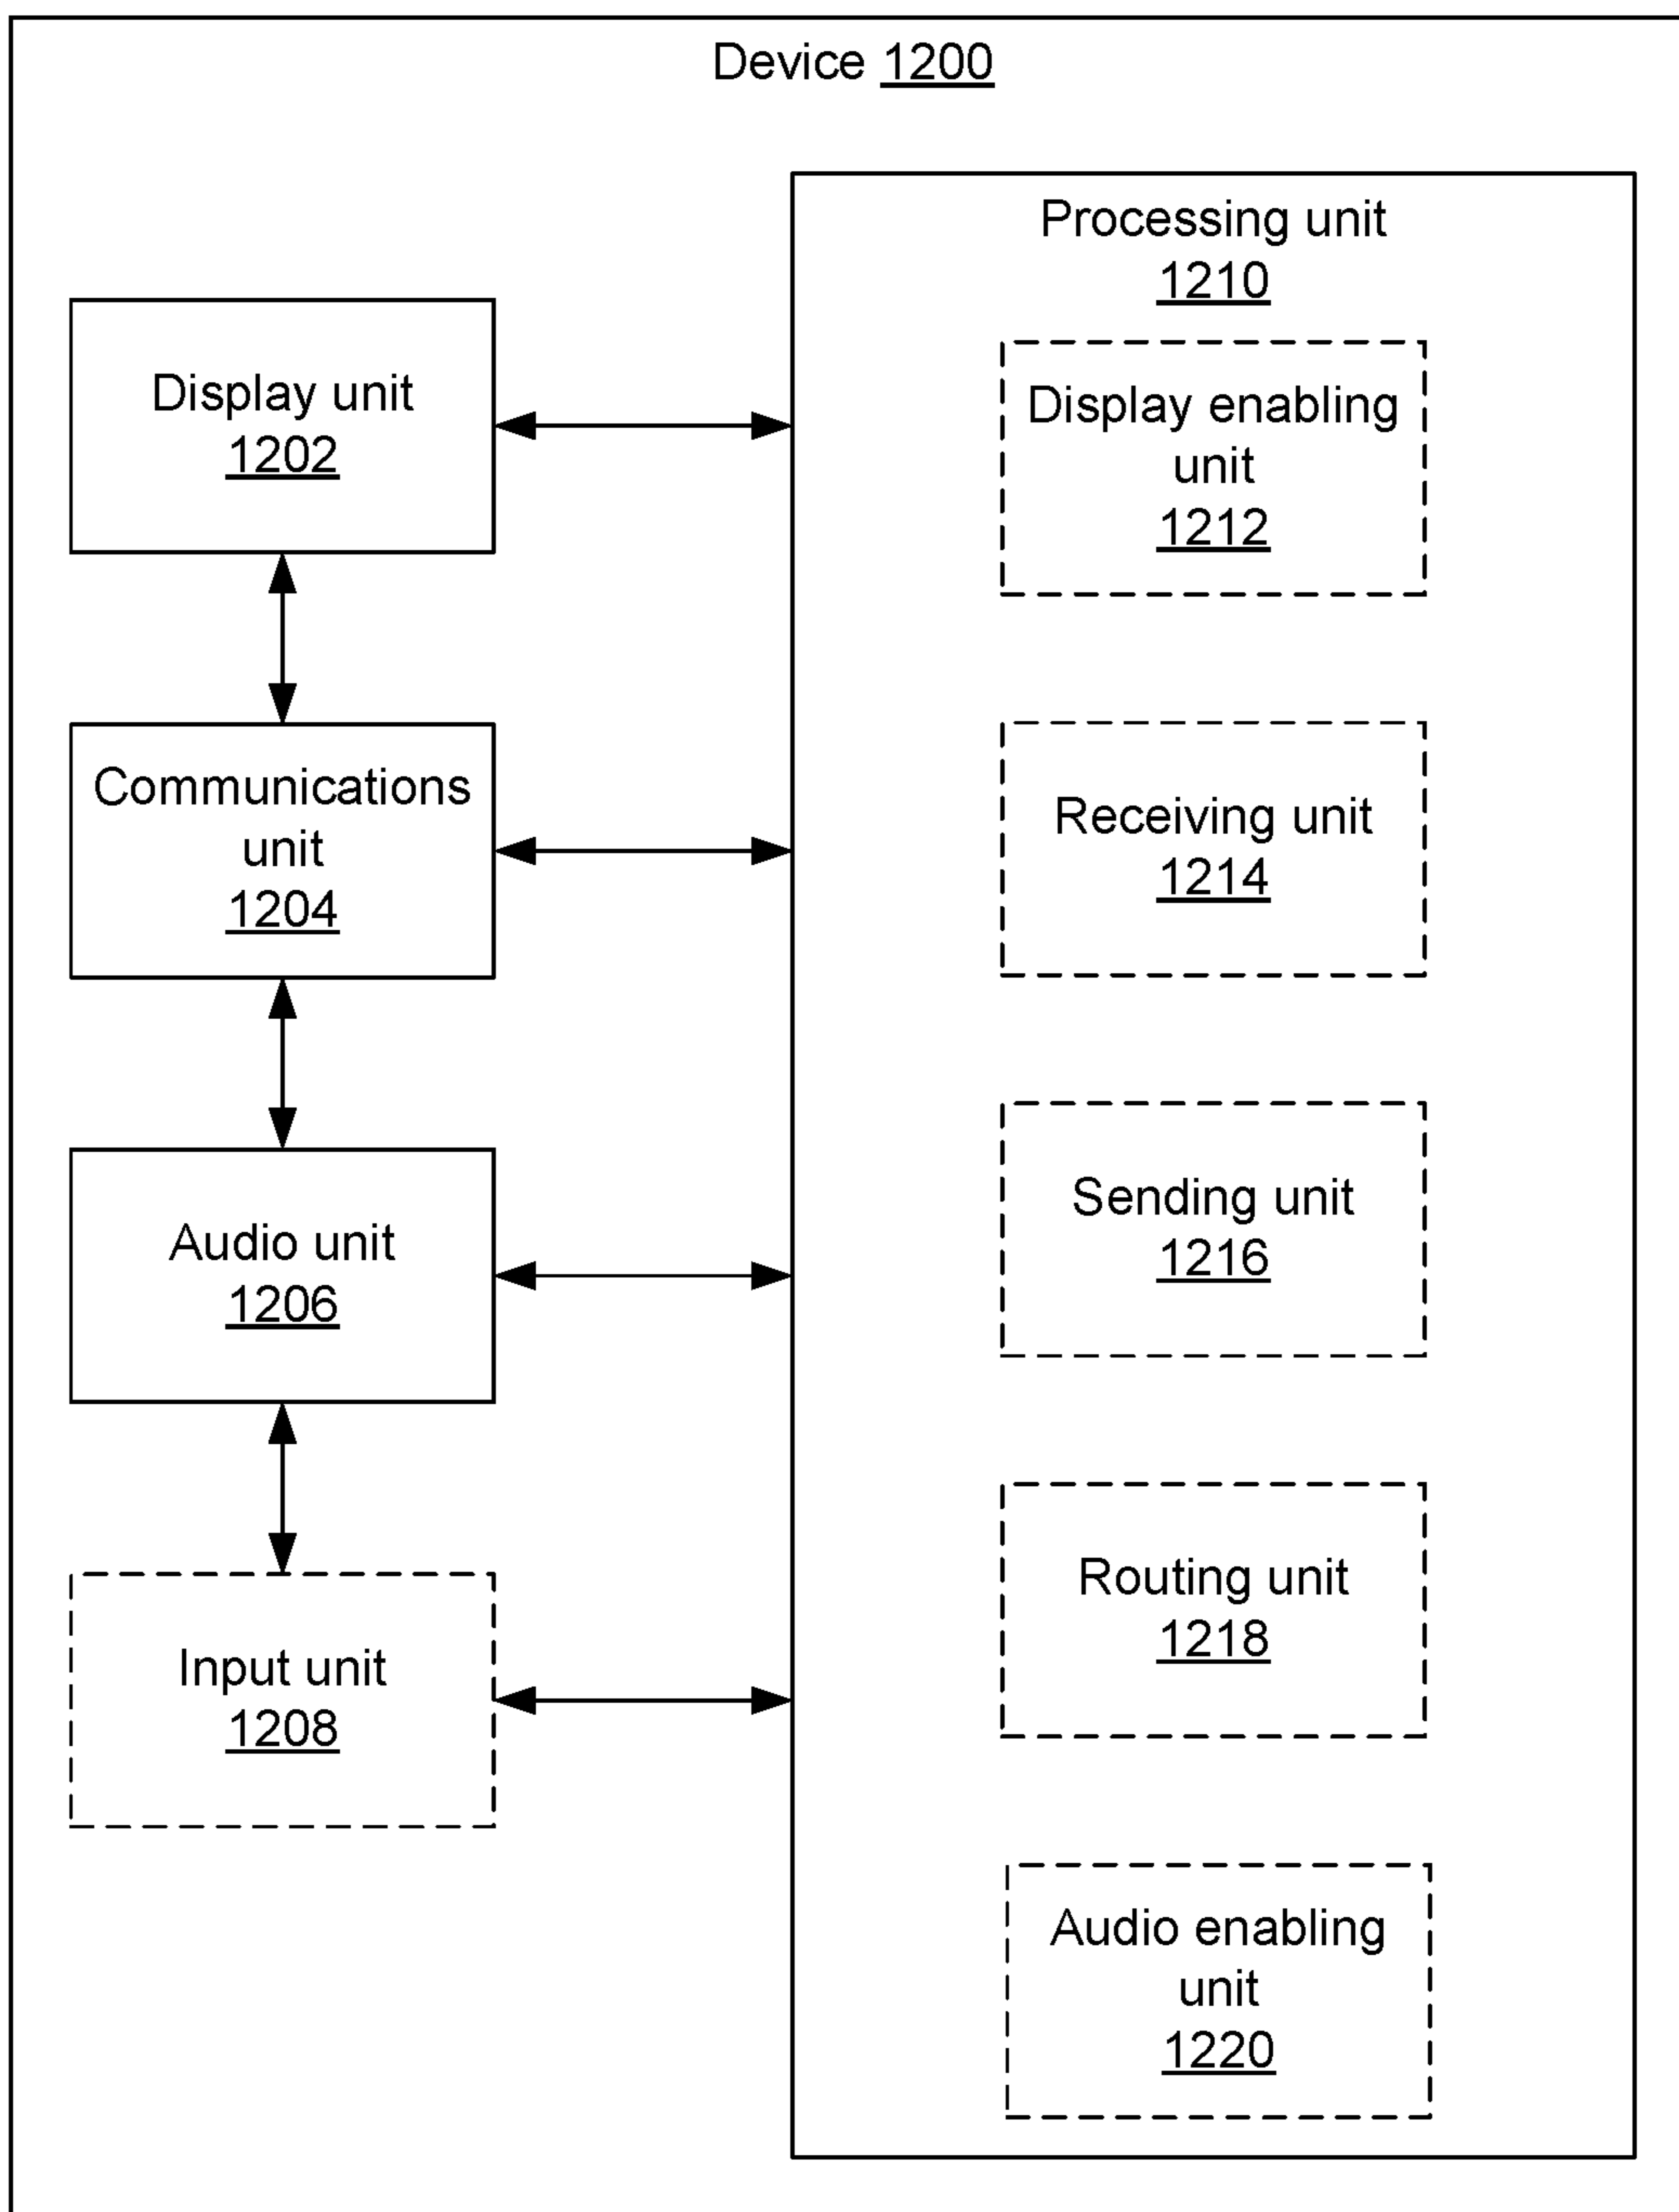 Device 1200
Processing unit
1210
Display unit
1202
Display enabling
unit
1212
Communications
unit
1204
Receiving unit
1214
Audio unit
1206
Sending unit
1216
Input unit
1208
Routing unit
1218
Audio enabling
unit
1220